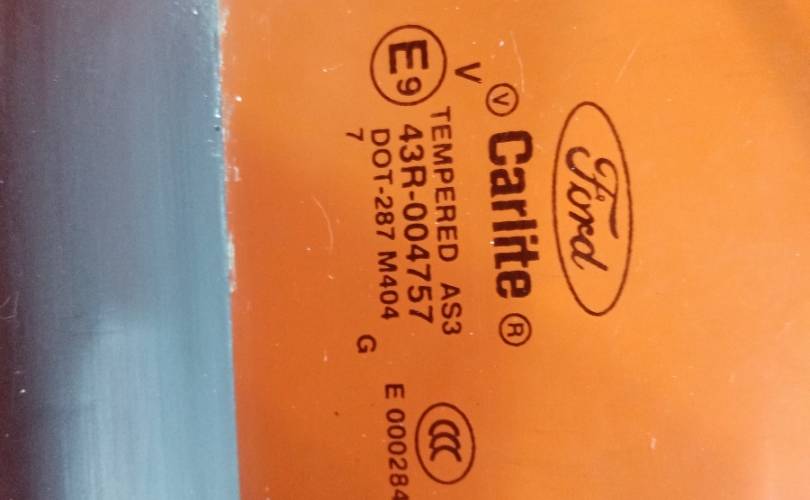 Ford
Ⓥ Carlite ®
V
TEMPERED AS3
E9 43R-004757
DOT-287 M404
7 G
CCC
E 000284